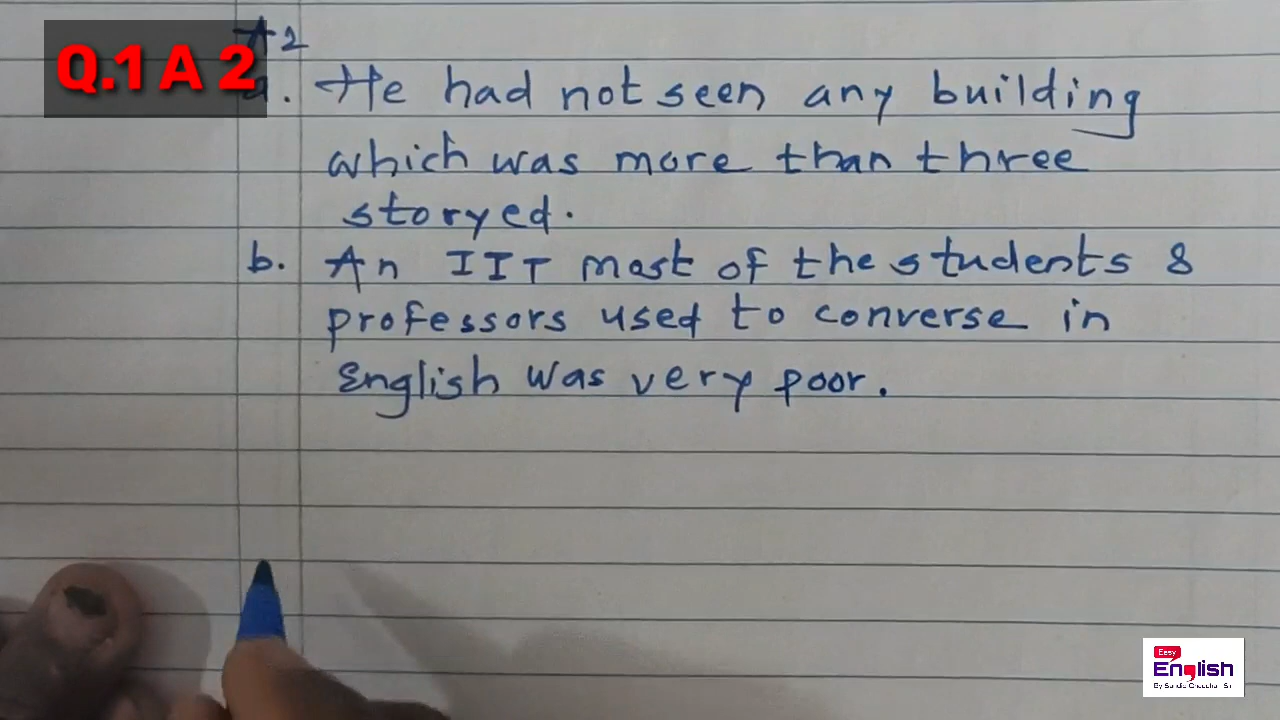 A2
Q.1 A 2
a. He had not seen any building
which was more than three
storyed.
b. An IIT most of the students &
professors used to converse in
English was very poor.
Easy
English